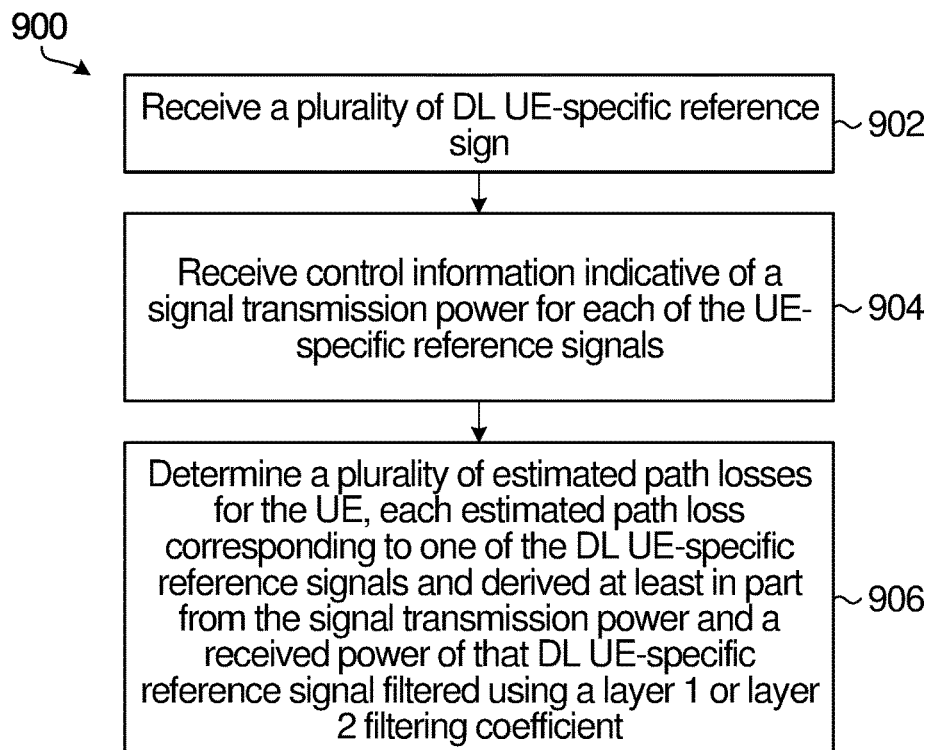 900
Receive a plurality of DL UE-specific reference
sign
902
Receive control information indicative of a
signal transmission power for each of the UE-
specific reference signals
904
Determine a plurality of estimated path losses
for the UE, each estimated path loss
corresponding to one of the DL UE-specific
reference signals and derived at least in part
from the signal transmission power and a
received power of that DL UE-specific
reference signal filtered using a layer 1 or layer
2 filtering coefficient
906